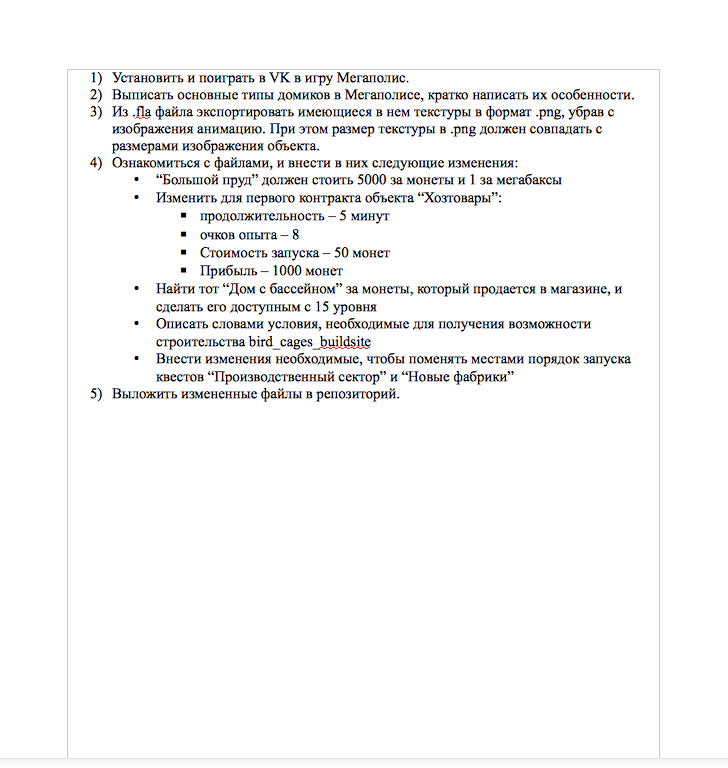 1) Установить и поиграть в VK в игру Мегаполис.
2) Выписать основные типы домиков в Мегаполисе, кратко написать их особенности.
3) Из .fla файла экспортировать имеющиеся в нем текстуры в формат .png, убрав с
изображения анимацию. При этом размер текстуры в .png должен совпадать с
размерами изображения объекта.
4) Ознакомиться с файлами, и внести в них следующие изменения:
• “Большой пруд” должен стоить 5000 за монеты и 1 за мегабаксы
• Изменить для первого контракта объекта “Хозтовары”:
▪ продолжительность – 5 минут
▪ очков опыта – 8
▪ Стоимость запуска – 50 монет
▪ Прибыль – 1000 монет
• Найти тот “Дом с бассейном” за монеты, который продается в магазине, и
сделать его доступным с 15 уровня
• Описать словами условия, необходимые для получения возможности
строительства bird_cages_buildsite
• Внести изменения необходимые, чтобы поменять местами порядок запуска
квестов “Производственный сектор” и “Новые фабрики”
5) Выложить измененные файлы в репозиторий.